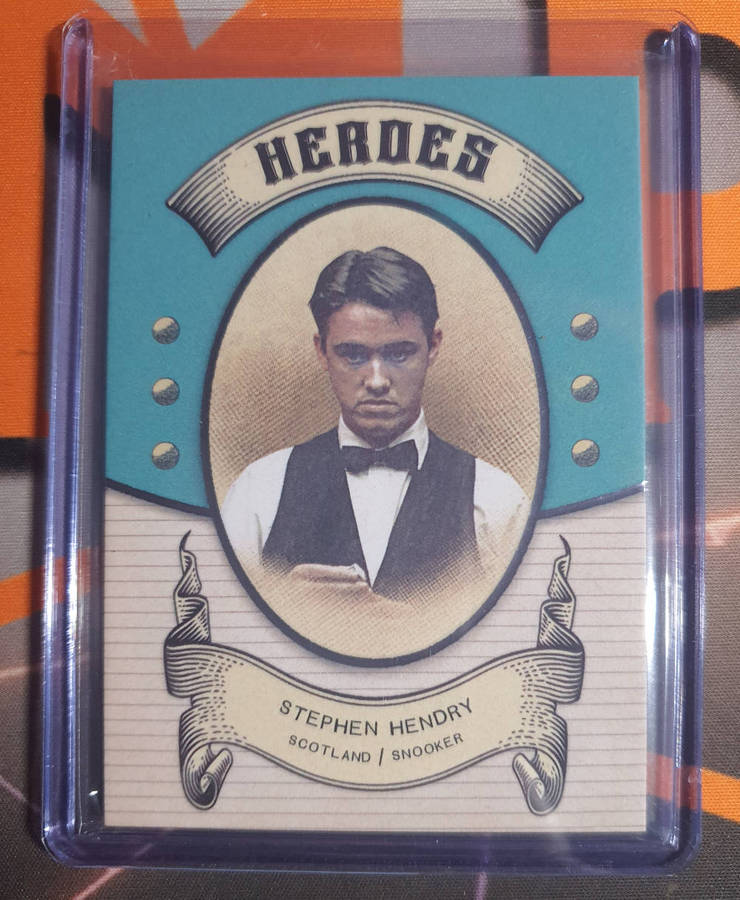 HEROES
STEPHEN HENDRY
SCOTLAND / SNOOKER